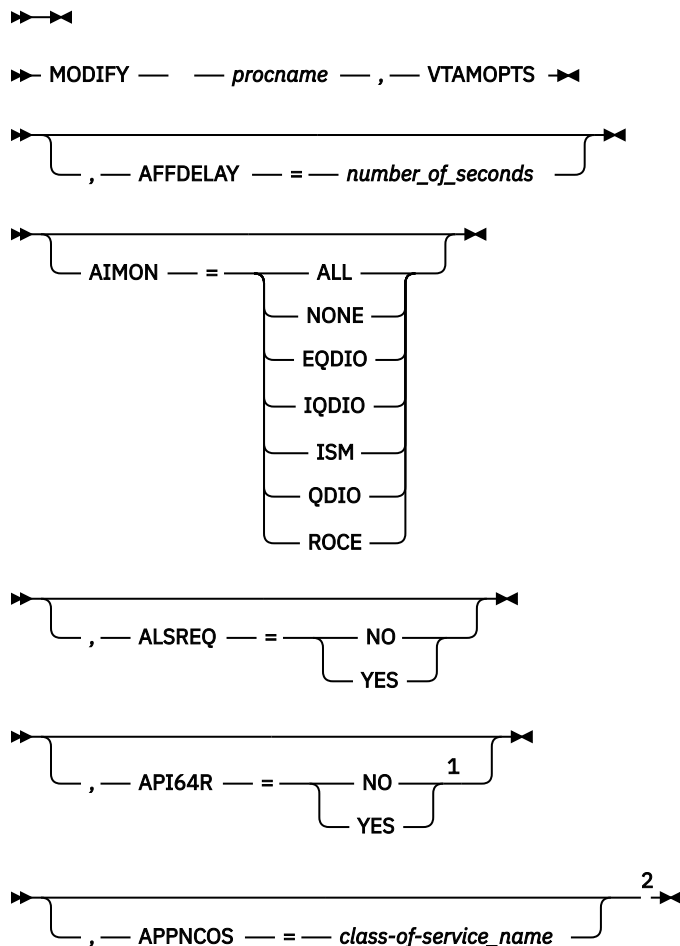 MODIFY procname , VTAMOPTS
, AFFDELAY = number_of_seconds
AIMON = ALL
NONE
EQDIO
IQDIO
ISM
QDIO
ROCE
, ALSREQ = NO
YES
1
, API64R = NO
YES
2
, APPNCOS = class-of-service_name